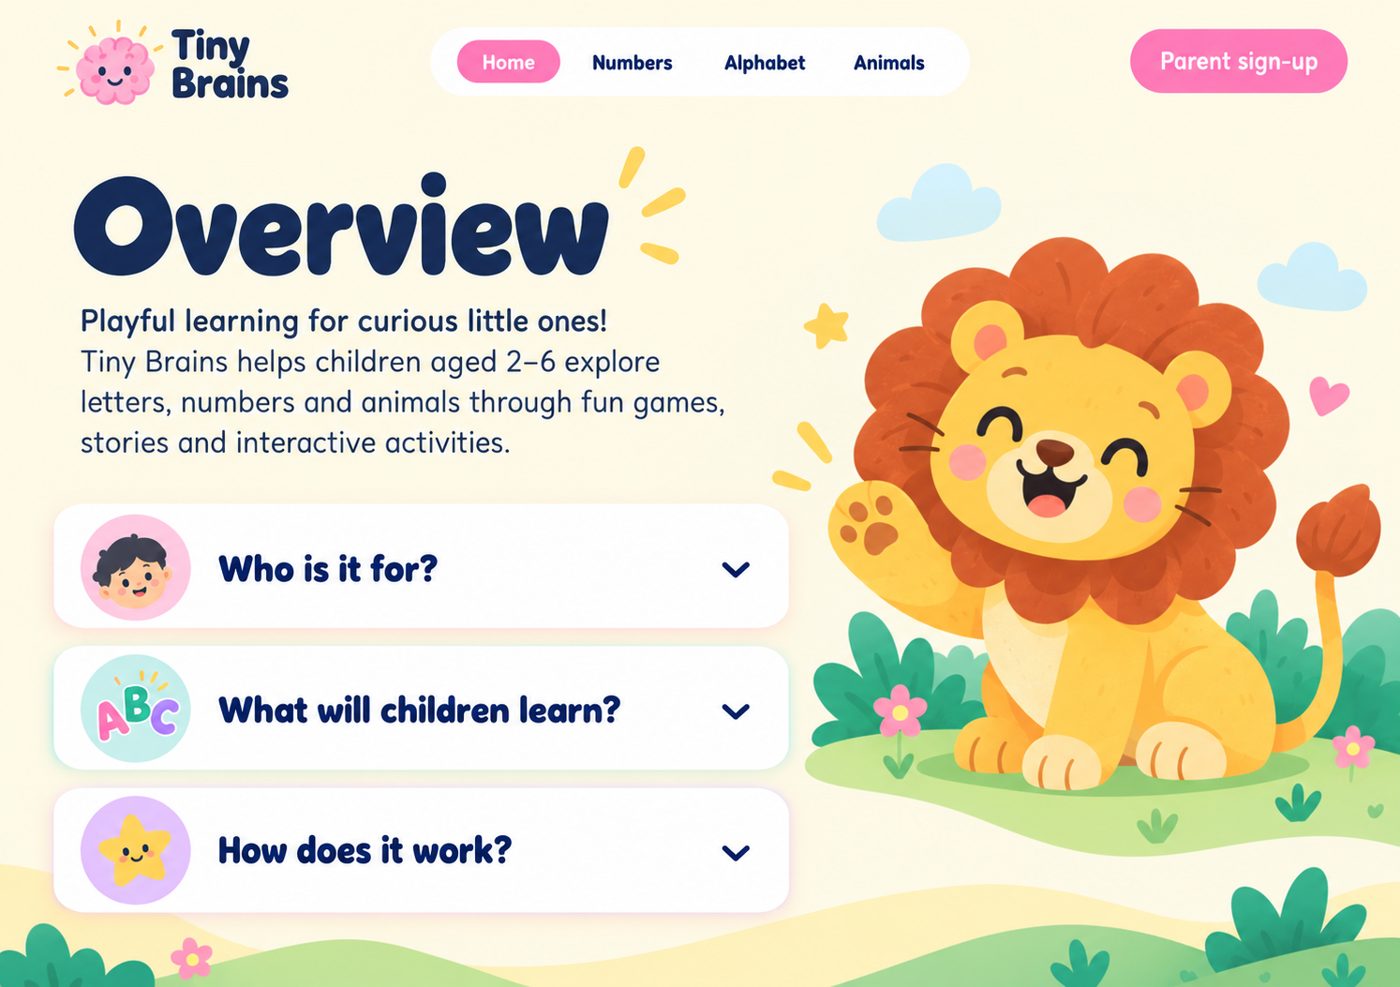 Tiny
Brains
Home
Numbers
Alphabet
Animals
Parent sign-up
Overview
Playful learning for curious little ones!
Tiny Brains helps children aged 2–6 explore
letters, numbers and animals through fun games,
stories and interactive activities.
Who is it for?
ABC
What will children learn?
How does it work?